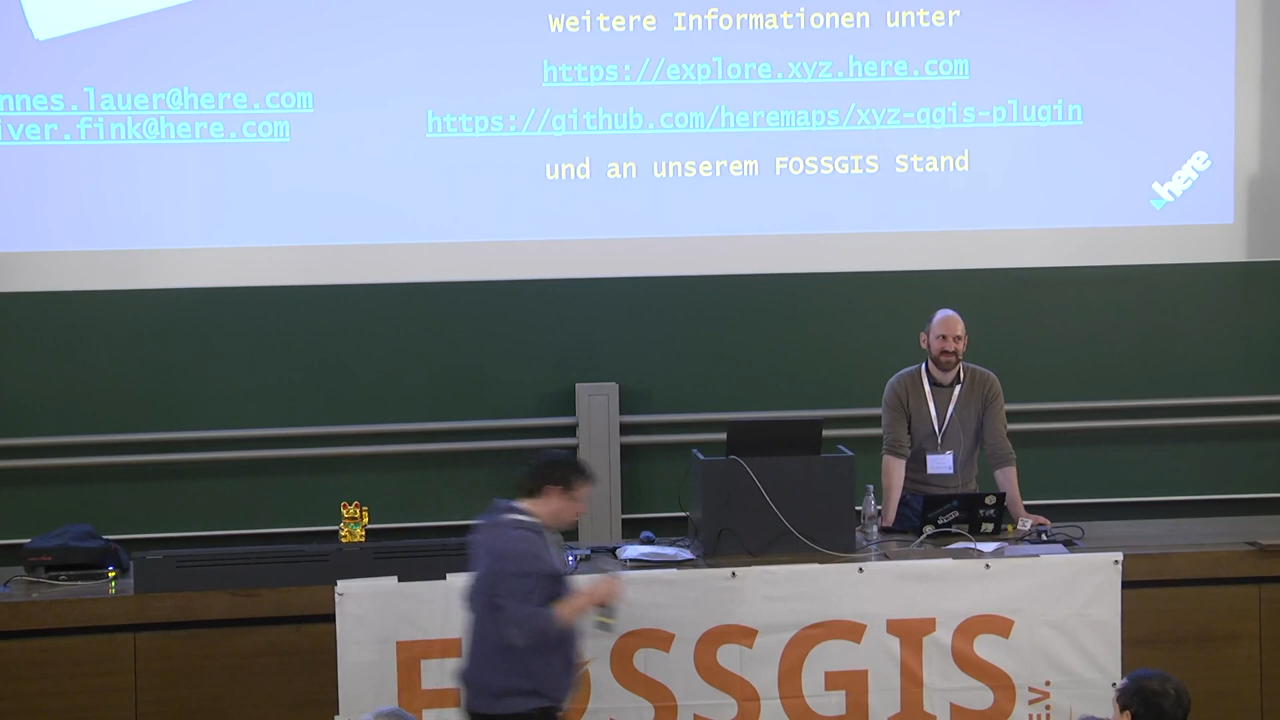 Weitere Informationen unter
https://explore.xyz.here.com
nnes.lauer@here.com
iver.fink@here.com
https://github.com/heremaps/xyz-qgis-plugin
und an unserem FOSSGIS Stand
here
here
FOSSGIS
E.V.